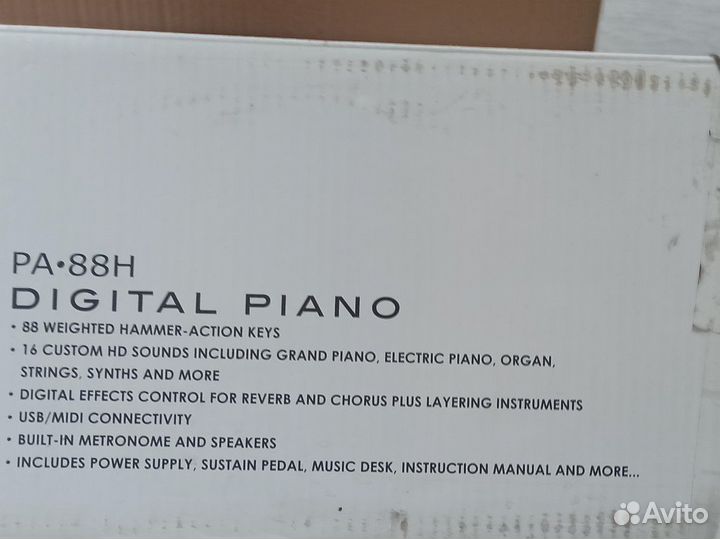 PA•88H
DIGITAL PIANO
• 88 WEIGHTED HAMMER-ACTION KEYS
• 16 CUSTOM HD SOUNDS INCLUDING GRAND PIANO, ELECTRIC PIANO, ORGAN,
STRINGS, SYNTHS AND MORE
• DIGITAL EFFECTS CONTROL FOR REVERB AND CHORUS PLUS LAYERING INSTRUMENTS
• USB/MIDI CONNECTIVITY
• BUILT-IN METRONOME AND SPEAKERS
• INCLUDES POWER SUPPLY, SUSTAIN PEDAL, MUSIC DESK, INSTRUCTION MANUAL AND MORE...
Avito